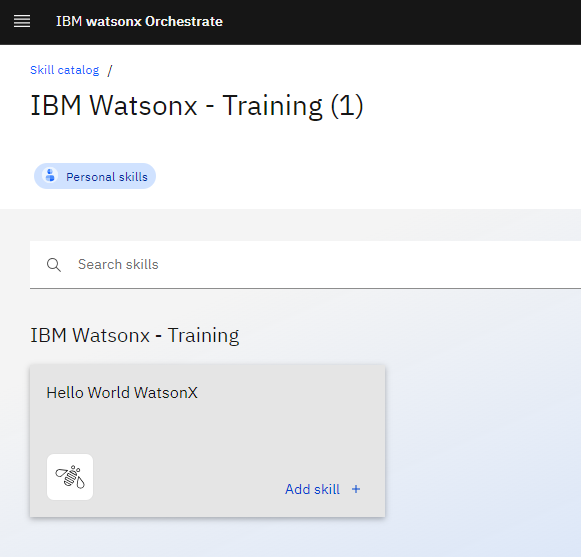 IBM watsonx Orchestrate
Skill catalog /
IBM Watsonx - Training (1)
Personal skills
Search skills
IBM Watsonx - Training
Hello World WatsonX
Add skill +